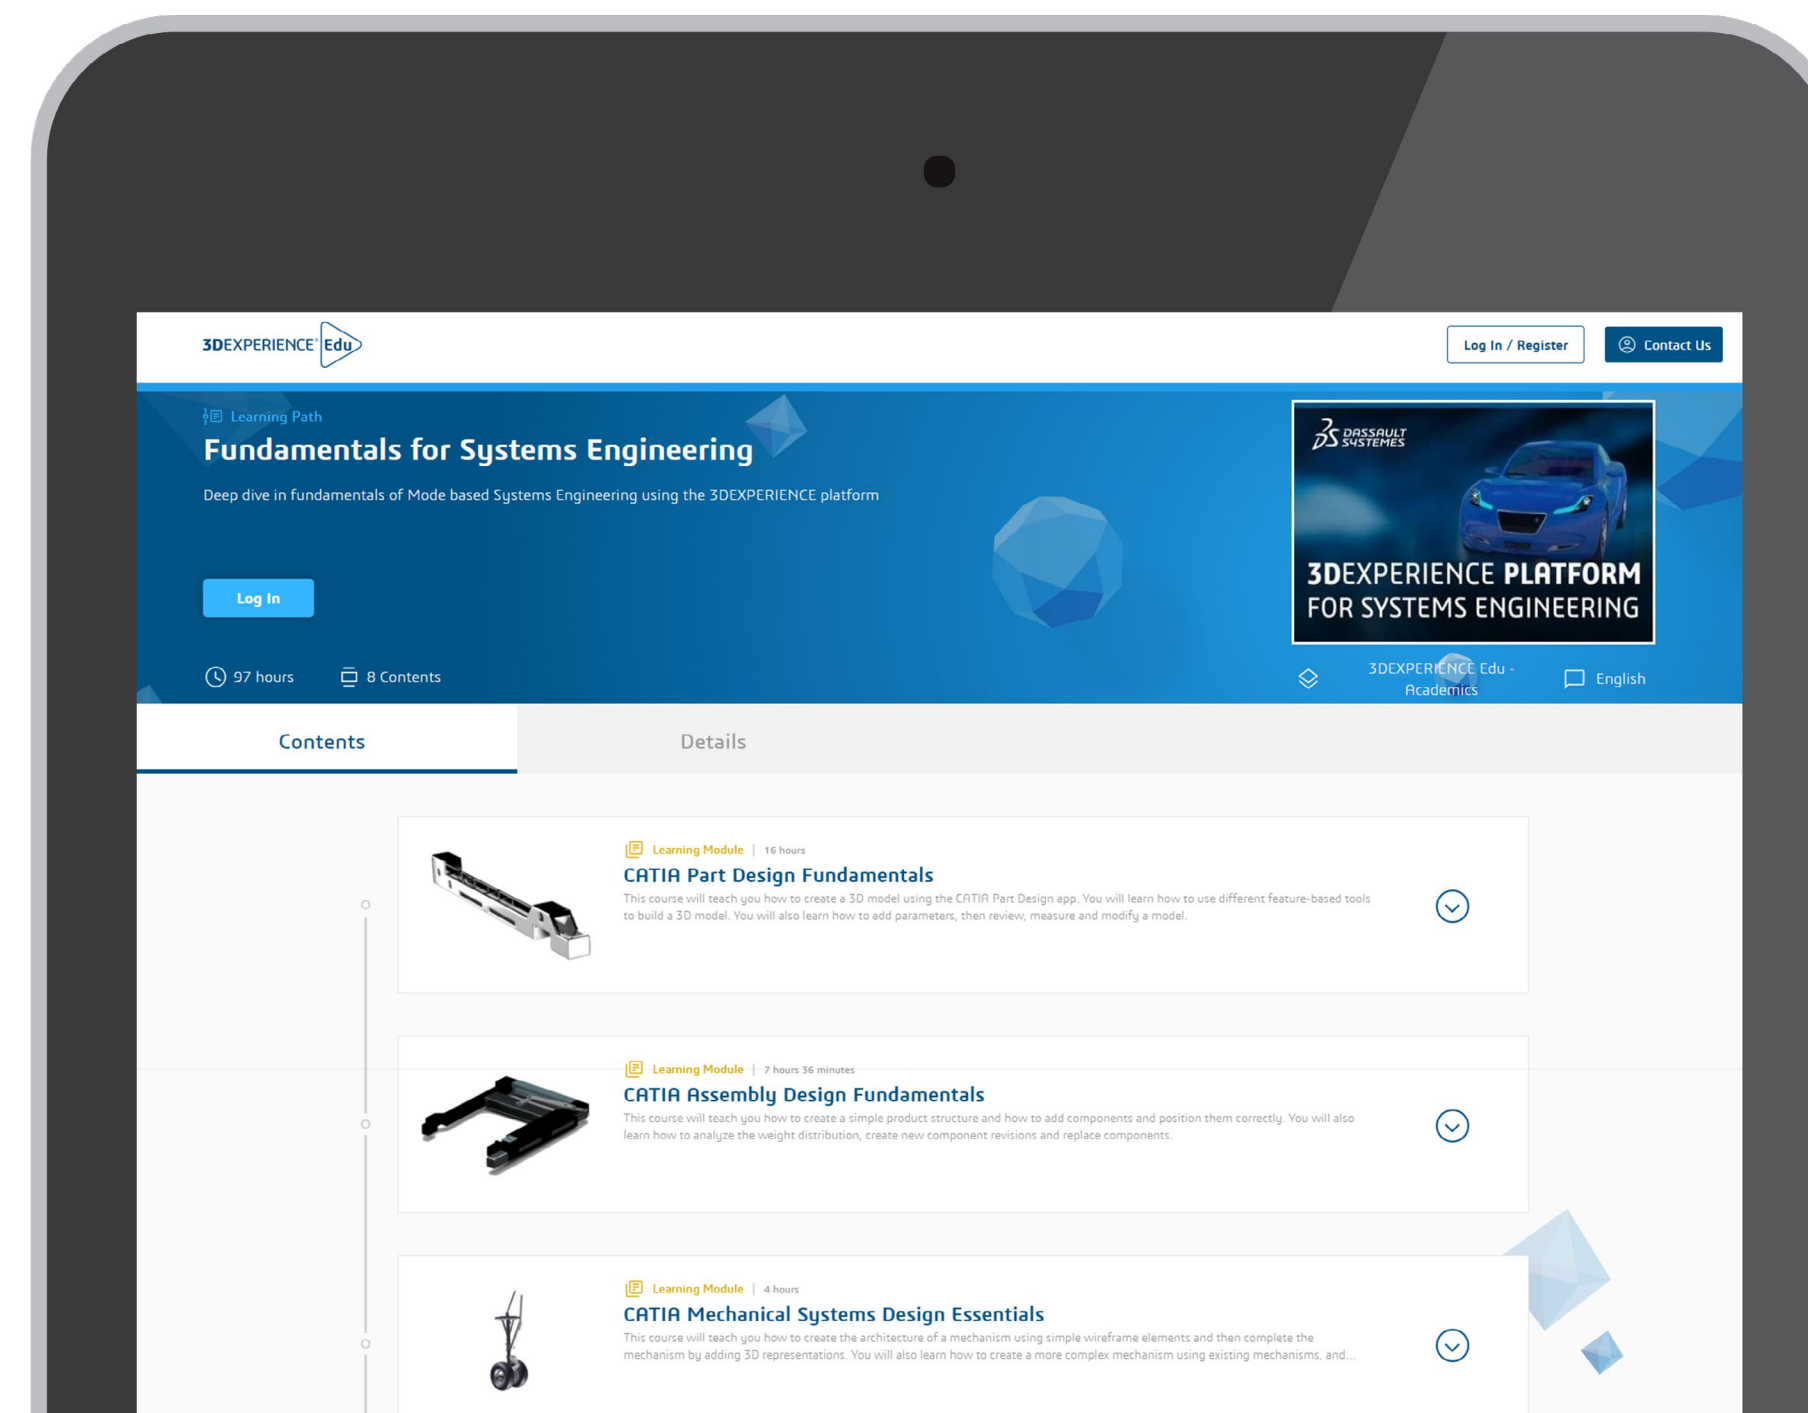 3DEXPERIENCE® Edu
Log In / Register
Contact Us
Learning Path
Fundamentals for Systems Engineering
Deep dive in fundamentals of Mode based Systems Engineering using the 3DEXPERIENCE platform
Log In
97 hours
8 Contents
DASSAULT
SYSTEMES
3DEXPERIENCE PLATFORM
FOR SYSTEMS ENGINEERING
3DEXPERIENCE Edu -
Academics
English
Contents
Details
Learning Module | 16 hours
CATIA Part Design Fundamentals
This course will teach you how to create a 3D model using the CATIA Part Design app. You will learn how to use different feature-based tools
to build a 3D model. You will also learn how to add parameters, then review, measure and modify a model.
Learning Module | 7 hours 36 minutes
CATIA Assembly Design Fundamentals
This course will teach you how to create a simple product structure and how to add components and position them correctly. You will also
learn how to analyze the weight distribution, create new component revisions and replace components.
Learning Module | 4 hours
CATIA Mechanical Systems Design Essentials
This course will teach you how to create the architecture of a mechanism using simple wireframe elements and then complete the
mechanism by adding 3D representations. You will also learn how to create a more complex mechanism using existing mechanisms, and...